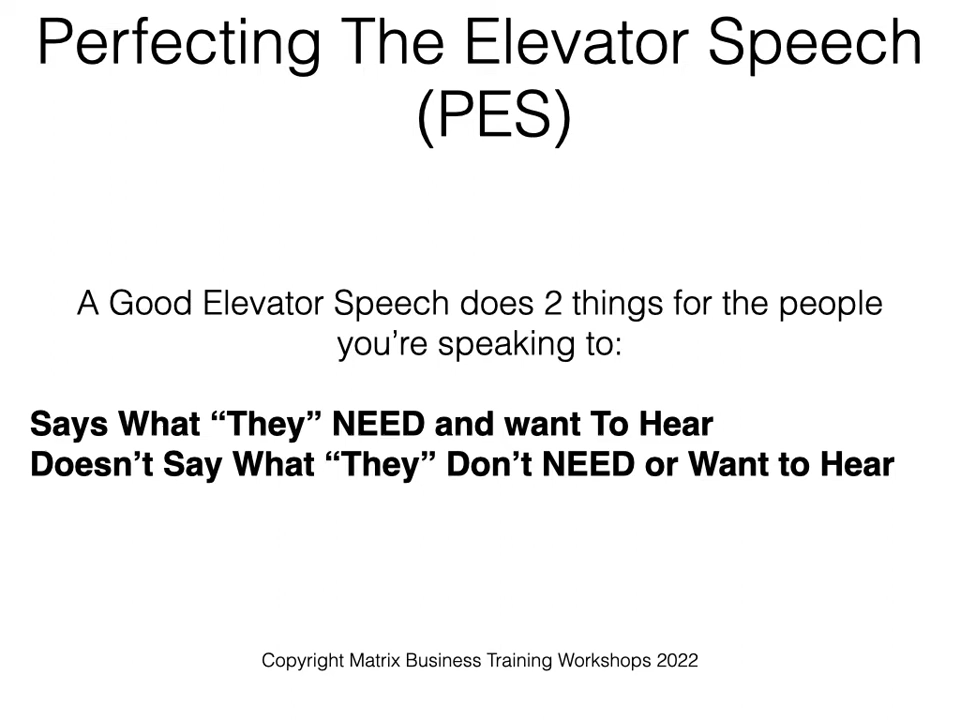 Perfecting The Elevator Speech
(PES)
A Good Elevator Speech does 2 things for the people
you’re speaking to:
Says What “They” NEED and want To Hear
Doesn’t Say What “They” Don’t NEED or Want to Hear
Copyright Matrix Business Training Workshops 2022